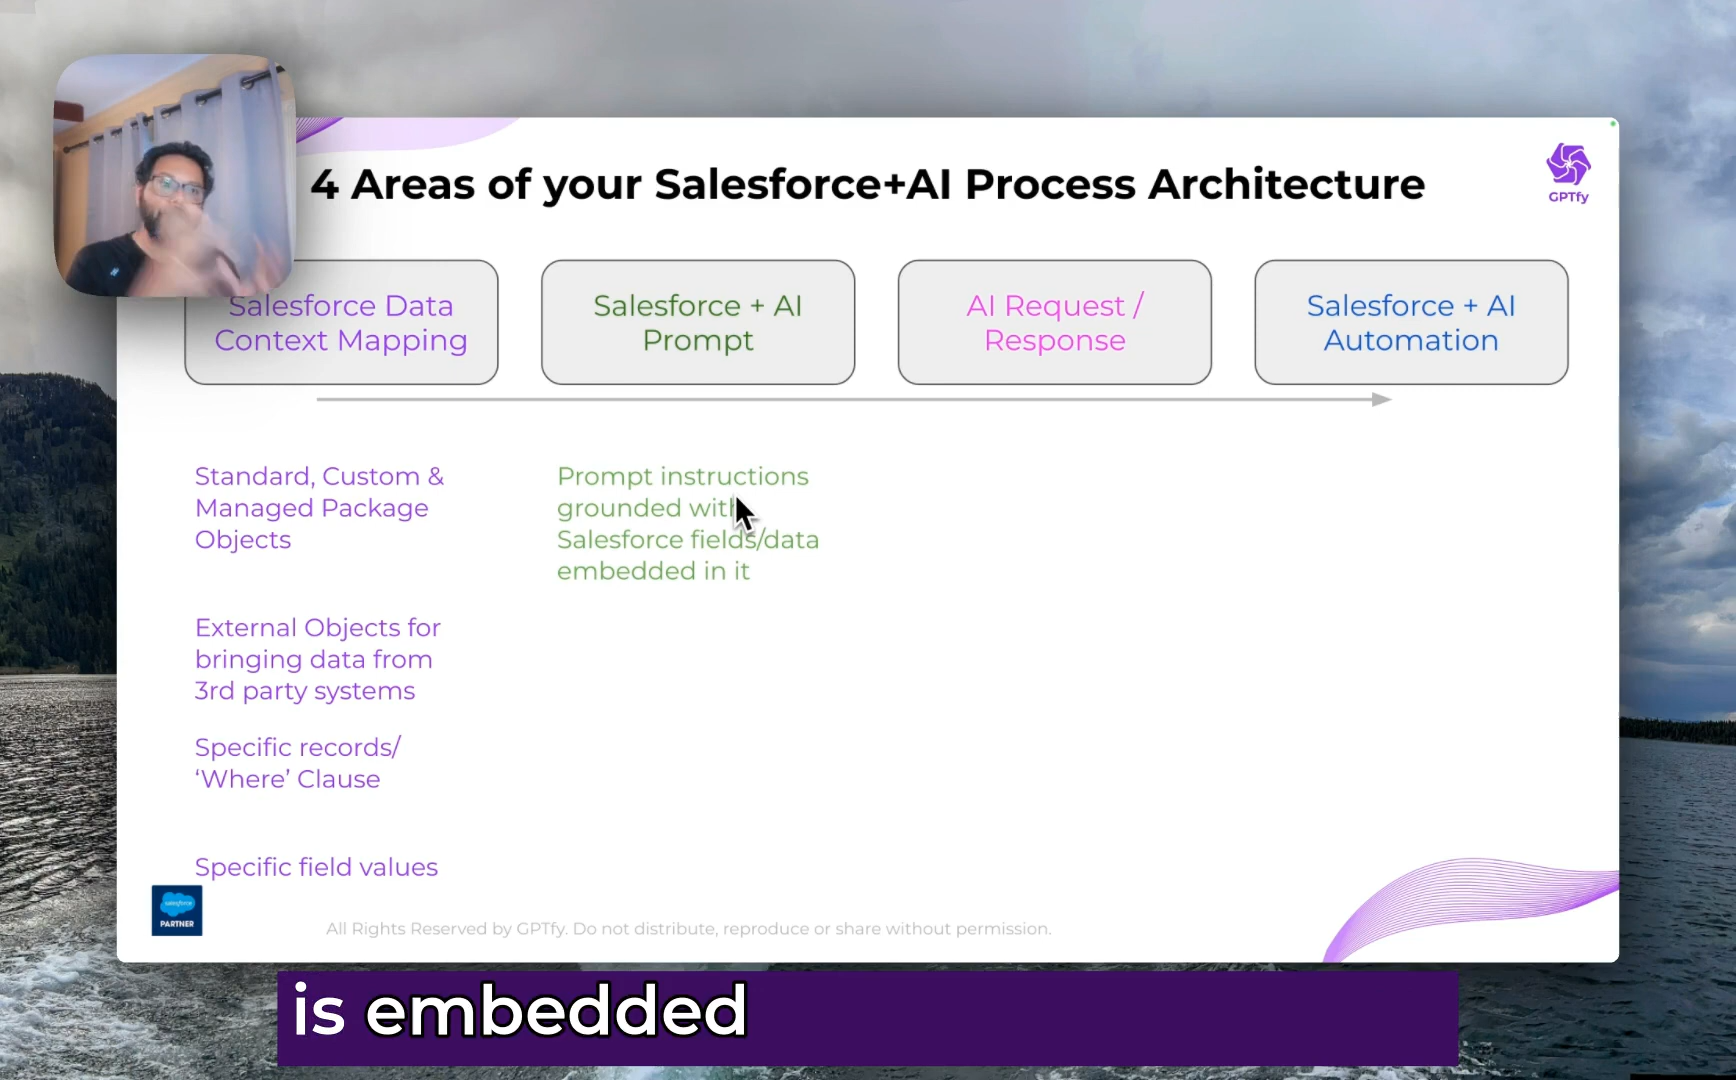 4 Areas of your Salesforce+AI Process Architecture
GPTfy
Salesforce Data
Context Mapping
Salesforce + AI
Prompt
AI Request /
Response
Salesforce + AI
Automation
Standard, Custom &
Managed Package
Objects
External Objects for
bringing data from
3rd party systems
Specific records/
‘Where’ Clause
Specific field values
Prompt instructions
grounded with
Salesforce fields/data
embedded in it
salesforce
PARTNER
All Rights Reserved by GPTfy. Do not distribute, reproduce or share without permission.
is embedded